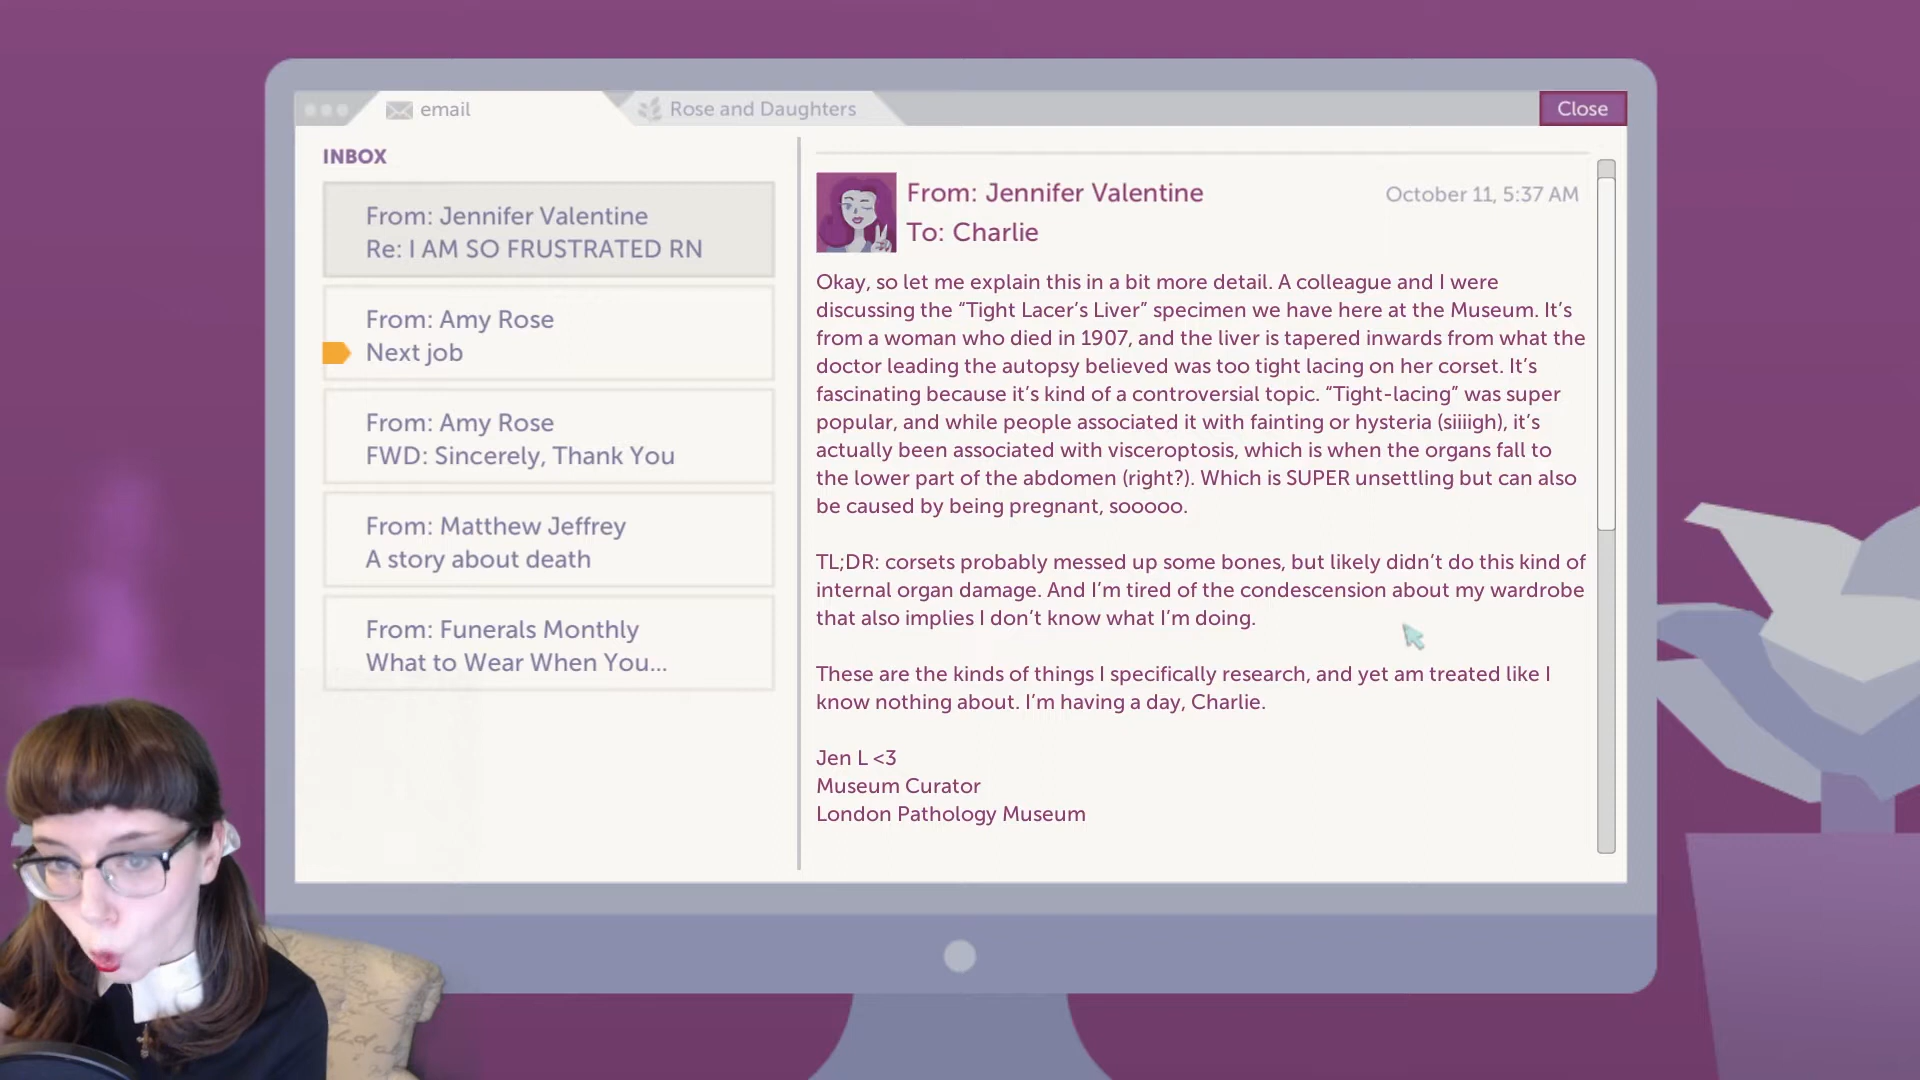 email
Rose and Daughters
Close
INBOX
From: Jennifer Valentine
Re: I AM SO FRUSTRATED RN
From: Amy Rose
Next job
From: Amy Rose
FWD: Sincerely, Thank You
From: Matthew Jeffrey
A story about death
From: Funerals Monthly
What to Wear When You...
From: Jennifer Valentine
October 11, 5:37 AM
To: Charlie
Okay, so let me explain this in a bit more detail. A colleague and I were
discussing the “Tight Lacer’s Liver” specimen we have here at the Museum. It’s
from a woman who died in 1907, and the liver is tapered inwards from what the
doctor leading the autopsy believed was too tight lacing on her corset. It’s
fascinating because it’s kind of a controversial topic. “Tight-lacing” was super
popular, and while people associated it with fainting or hysteria (siiiigh), it’s
actually been associated with visceroptosis, which is when the organs fall to
the lower part of the abdomen (right?). Which is SUPER unsettling but can also
be caused by being pregnant, sooooo.
TL;DR: corsets probably messed up some bones, but likely didn’t do this kind of
internal organ damage. And I’m tired of the condescension about my wardrobe
that also implies I don’t know what I’m doing.
These are the kinds of things I specifically research, and yet am treated like I
know nothing about. I’m having a day, Charlie.
Jen L <3
Museum Curator
London Pathology Museum